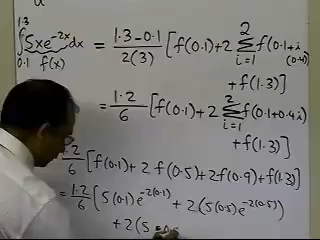 ∫ 0.1 1.3 5xe^{-2x} dx = (1.3-0.1)/(2(3)) [f(0.1)+2 Σ_{i=1}^{2} f(0.1+i(0.4))
f(x)
+f(1.3)]
= 1.2/6 [f(0.1)+2 Σ_{i=1}^{2} f(0.1+0.4i)
+f(1.3)]
1.2/6 [f(0.1)+2f(0.5)+2f(0.9)+f(1.3)]
= 1.2/6 [5(0.1)e^{-2(0.1)} + 2(5(0.5)e^{-2(0.5)})
+2(5